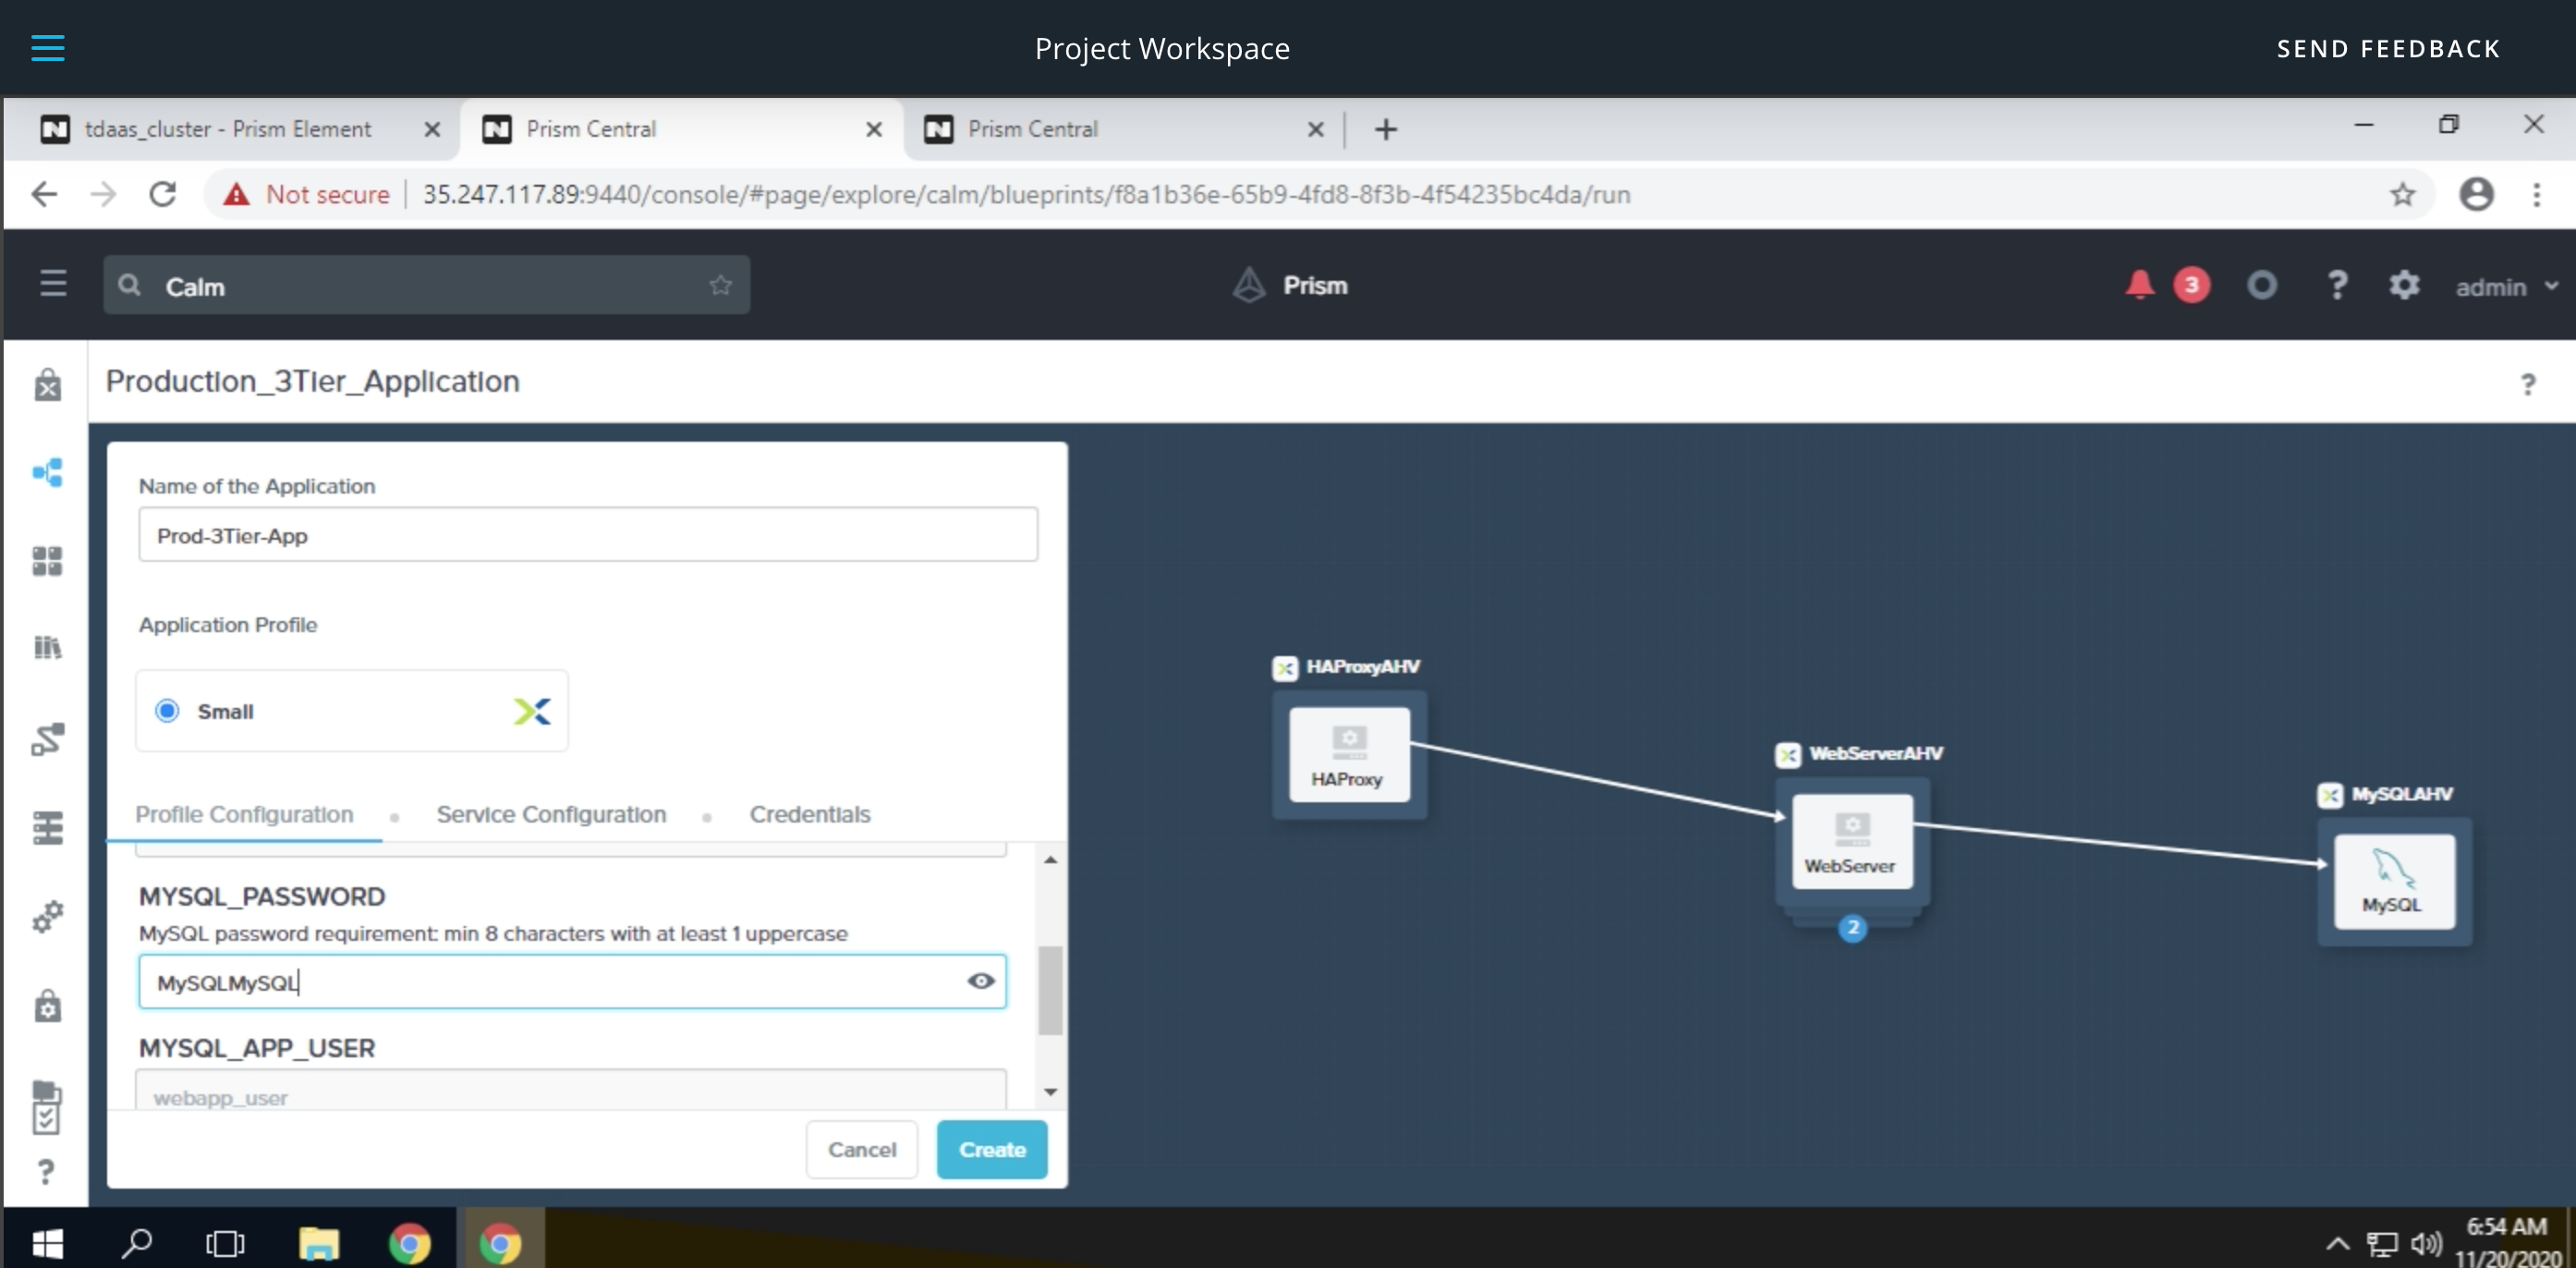 Project Workspace
SEND FEEDBACK
tdaas_cluster - Prism Element
Prism Central
Prism Central
Not secure
35.247.117.89:9440/console/#page/explore/calm/blueprints/f8a1b36e-65b9-4fd8-8f3b-4f54235bc4da/run
Calm
Prism
3
?
admin
Production_3Tier_Application
?
Name of the Application
Prod-3Tier-App
Application Profile
Small
Profile Configuration
Service Configuration
Credentials
MYSQL_PASSWORD
MySQL password requirement: min 8 characters with at least 1 uppercase
MySQLMySQL
MYSQL_APP_USER
webapp_user
Cancel
Create
HAProxyAHV
HAProxy
WebServerAHV
WebServer
2
MySQLAHV
MySQL
?
6:54 AM
11/20/2020